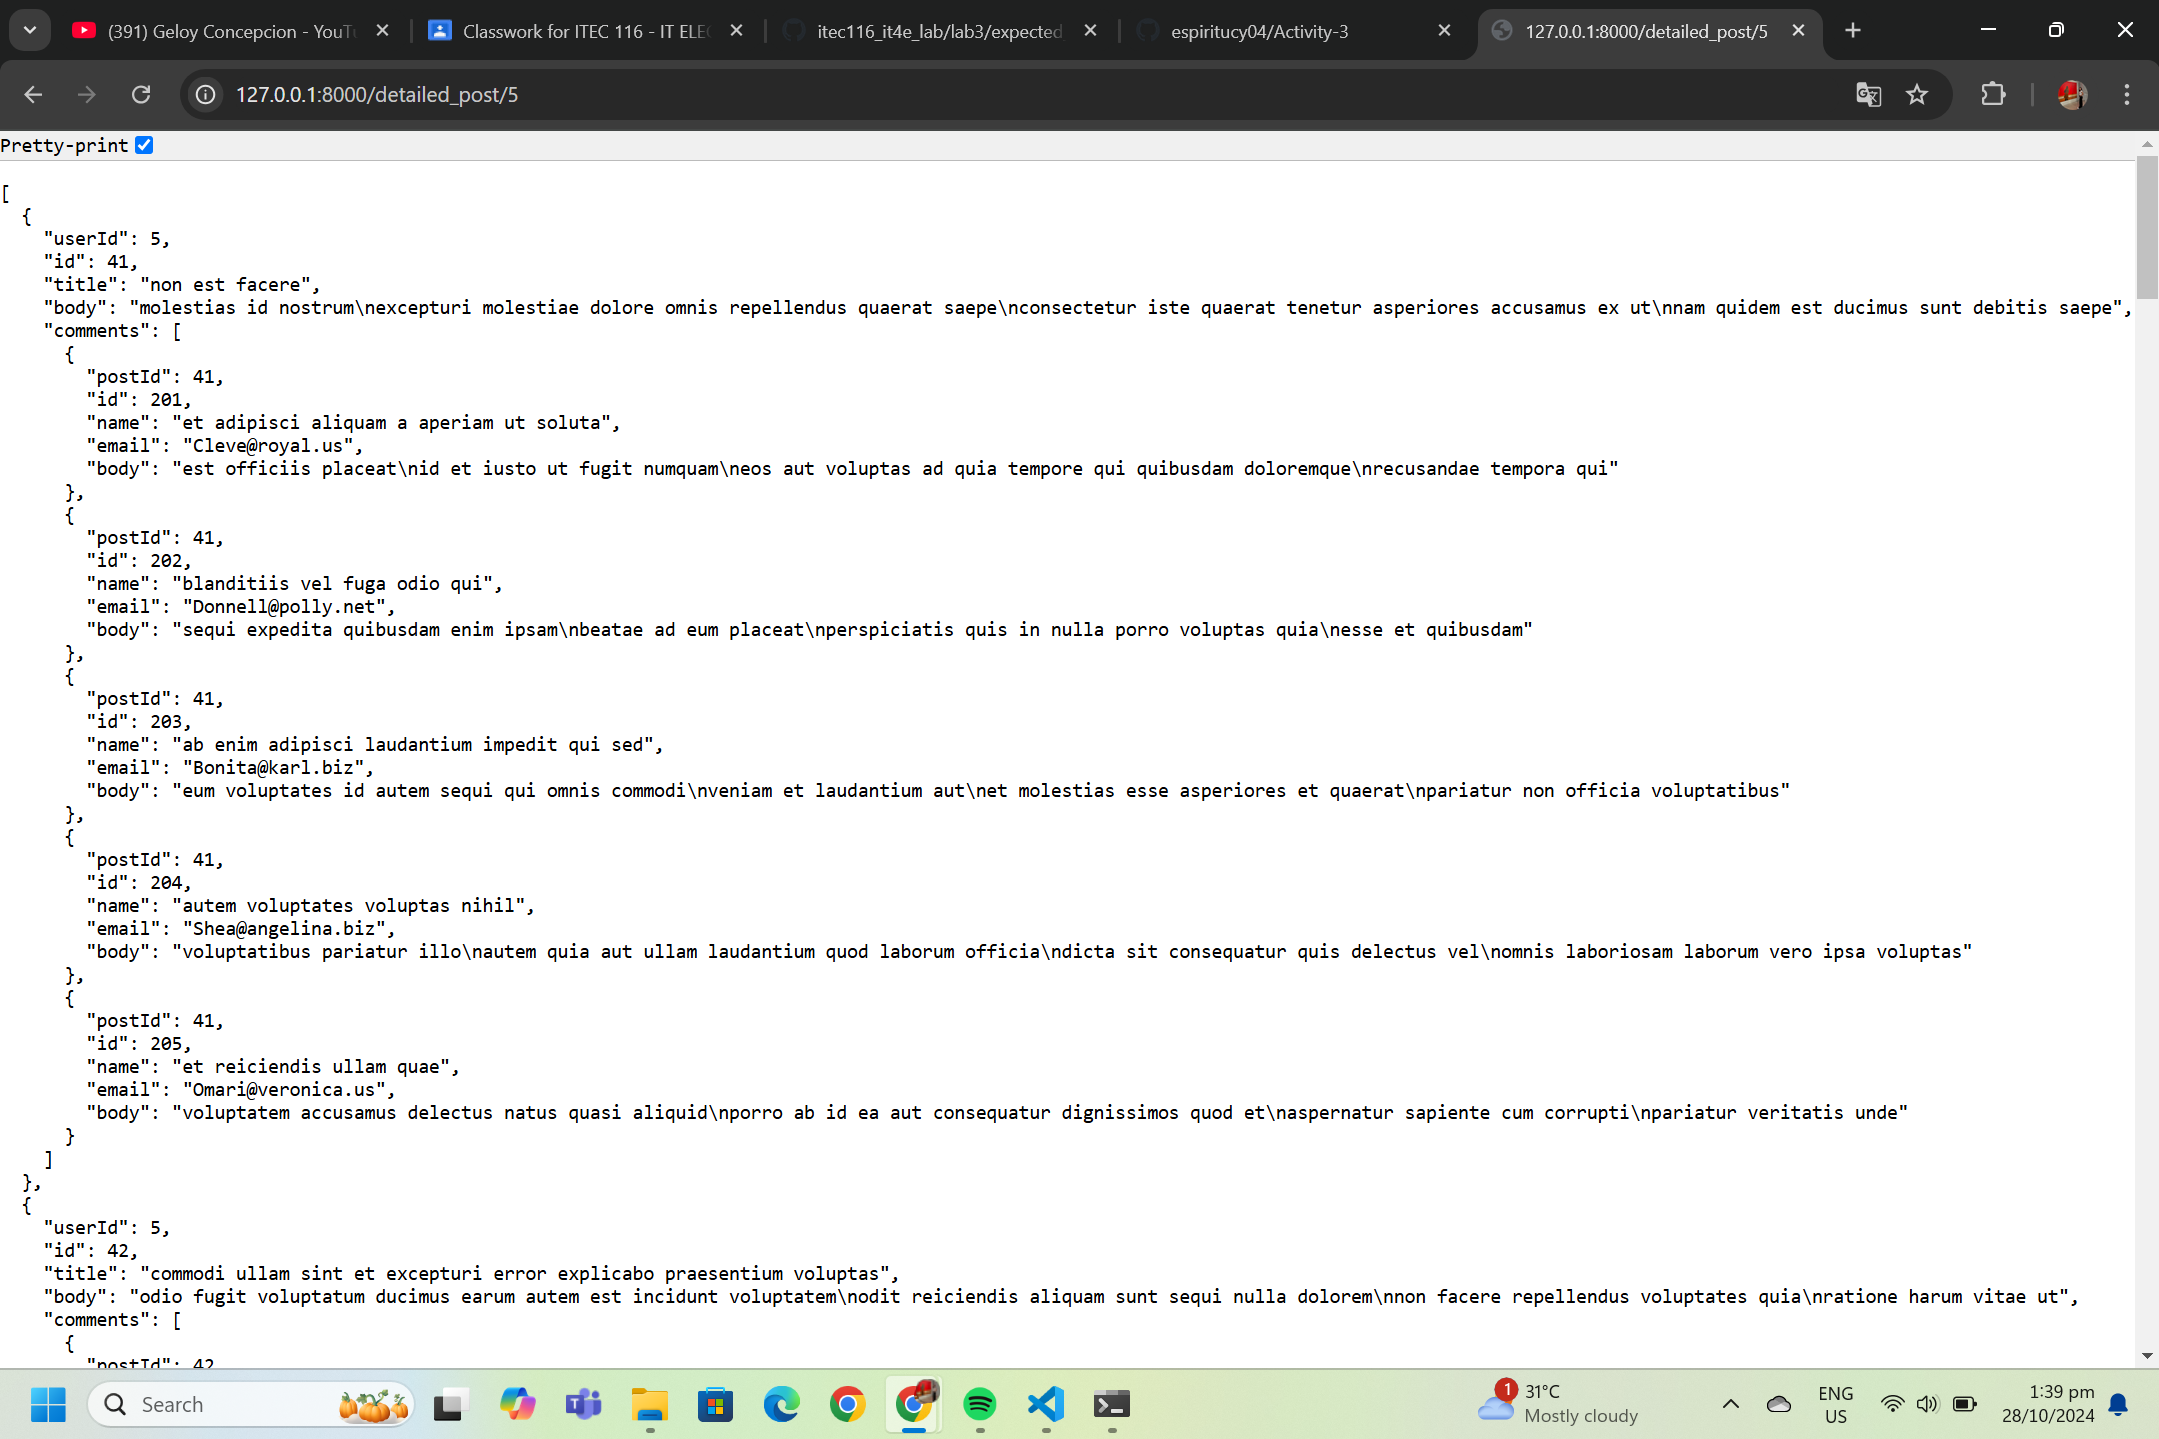 (391) Geloy Concepcion - YouTu
Classwork for ITEC 116 - IT ELE
itec116_it4e_lab/lab3/expected
espiritucy04/Activity-3
127.0.0.1:8000/detailed_post/5
127.0.0.1:8000/detailed_post/5
Pretty-print
[
  {
    "userId": 5,
    "id": 41,
    "title": "non est facere",
    "body": "molestias id nostrum\nexcepturi molestiae dolore omnis repellendus quaerat saepe\nconsectetur iste quaerat tenetur asperiores accusamus ex ut\nnam quidem est ducimus sunt debitis saepe",
    "comments": [
      {
        "postId": 41,
        "id": 201,
        "name": "et adipisci aliquam a aperiam ut soluta",
        "email": "Cleve@royal.us",
        "body": "est officiis placeat\nid et iusto ut fugit numquam\neos aut voluptas ad quia tempore qui quibusdam doloremque\nrecusandae tempora qui"
      },
      {
        "postId": 41,
        "id": 202,
        "name": "blanditiis vel fuga odio qui",
        "email": "Donnell@polly.net",
        "body": "sequi expedita quibusdam enim ipsam\nbeatae ad eum placeat\nperspiciatis quis in nulla porro voluptas quia\nesse et quibusdam"
      },
      {
        "postId": 41,
        "id": 203,
        "name": "ab enim adipisci laudantium impedit qui sed",
        "email": "Bonita@karl.biz",
        "body": "eum voluptates id autem sequi qui omnis commodi\nveniam et laudantium aut\net molestias esse asperiores et quaerat\npariatur non officia voluptatibus"
      },
      {
        "postId": 41,
        "id": 204,
        "name": "autem voluptates voluptas nihil",
        "email": "Shea@angelina.biz",
        "body": "voluptatibus pariatur illo\nautem quia aut ullam laudantium quod laborum officia\ndicta sit consequatur quis delectus vel\nomnis laboriosam laborum vero ipsa voluptas"
      },
      {
        "postId": 41,
        "id": 205,
        "name": "et reiciendis ullam quae",
        "email": "Omari@veronica.us",
        "body": "voluptatem accusamus delectus natus quasi aliquid\nporro ab id ea aut consequatur dignissimos quod et\naspernatur sapiente cum corrupti\npariatur veritatis unde"
      }
    ]
  },
  {
    "userId": 5,
    "id": 42,
    "title": "commodi ullam sint et excepturi error explicabo praesentium voluptas",
    "body": "odio fugit voluptatum ducimus earum autem est incidunt voluptatem\nodit reiciendis aliquam sunt sequi nulla dolorem\nnon facere repellendus voluptates quia\nratione harum vitae ut",
    "comments": [
      {
        "postId": 42
Search
1
31°C
Mostly cloudy
ENG
US
1:39 pm
28/10/2024